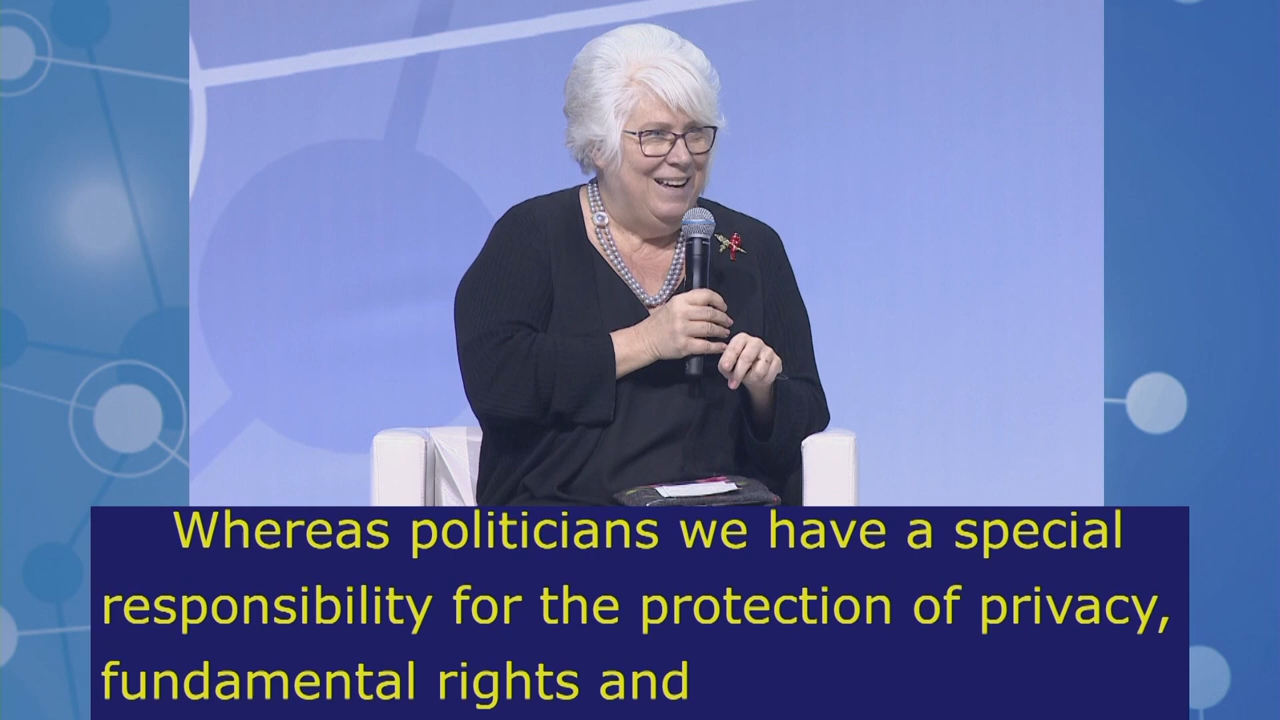 Whereas politicians we have a special
responsibility for the protection of privacy,
fundamental rights and